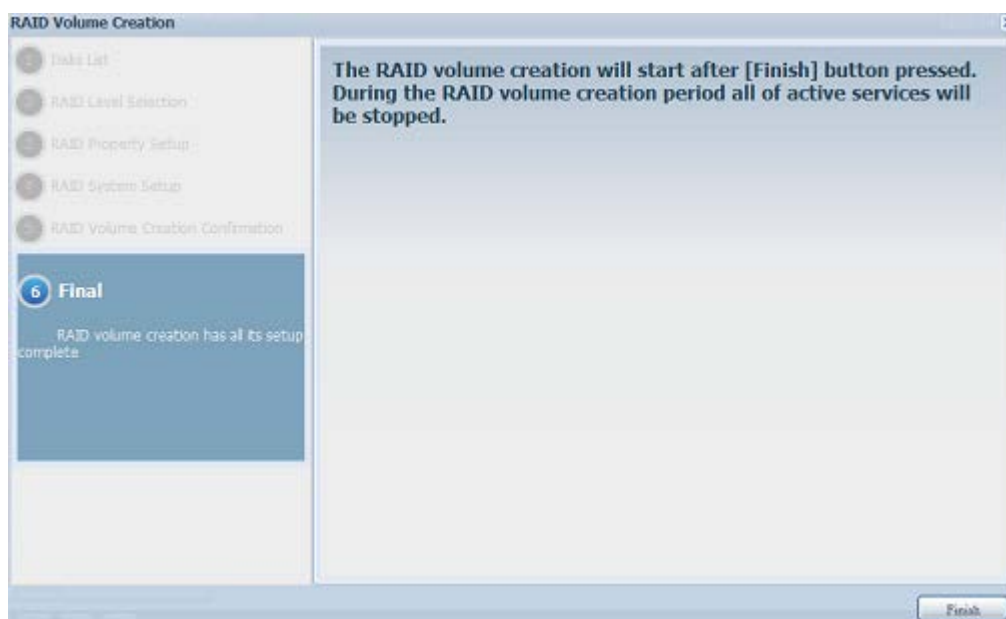 RAID Volume Creation
Disks List
RAID Level Selection
RAID Property Setup
RAID System Setup
RAID Volume Creation Confirmation
6 Final
RAID volume creation has all its setup
complete
The RAID volume creation will start after [Finish] button pressed.
During the RAID volume creation period all of active services will
be stopped.
Finish